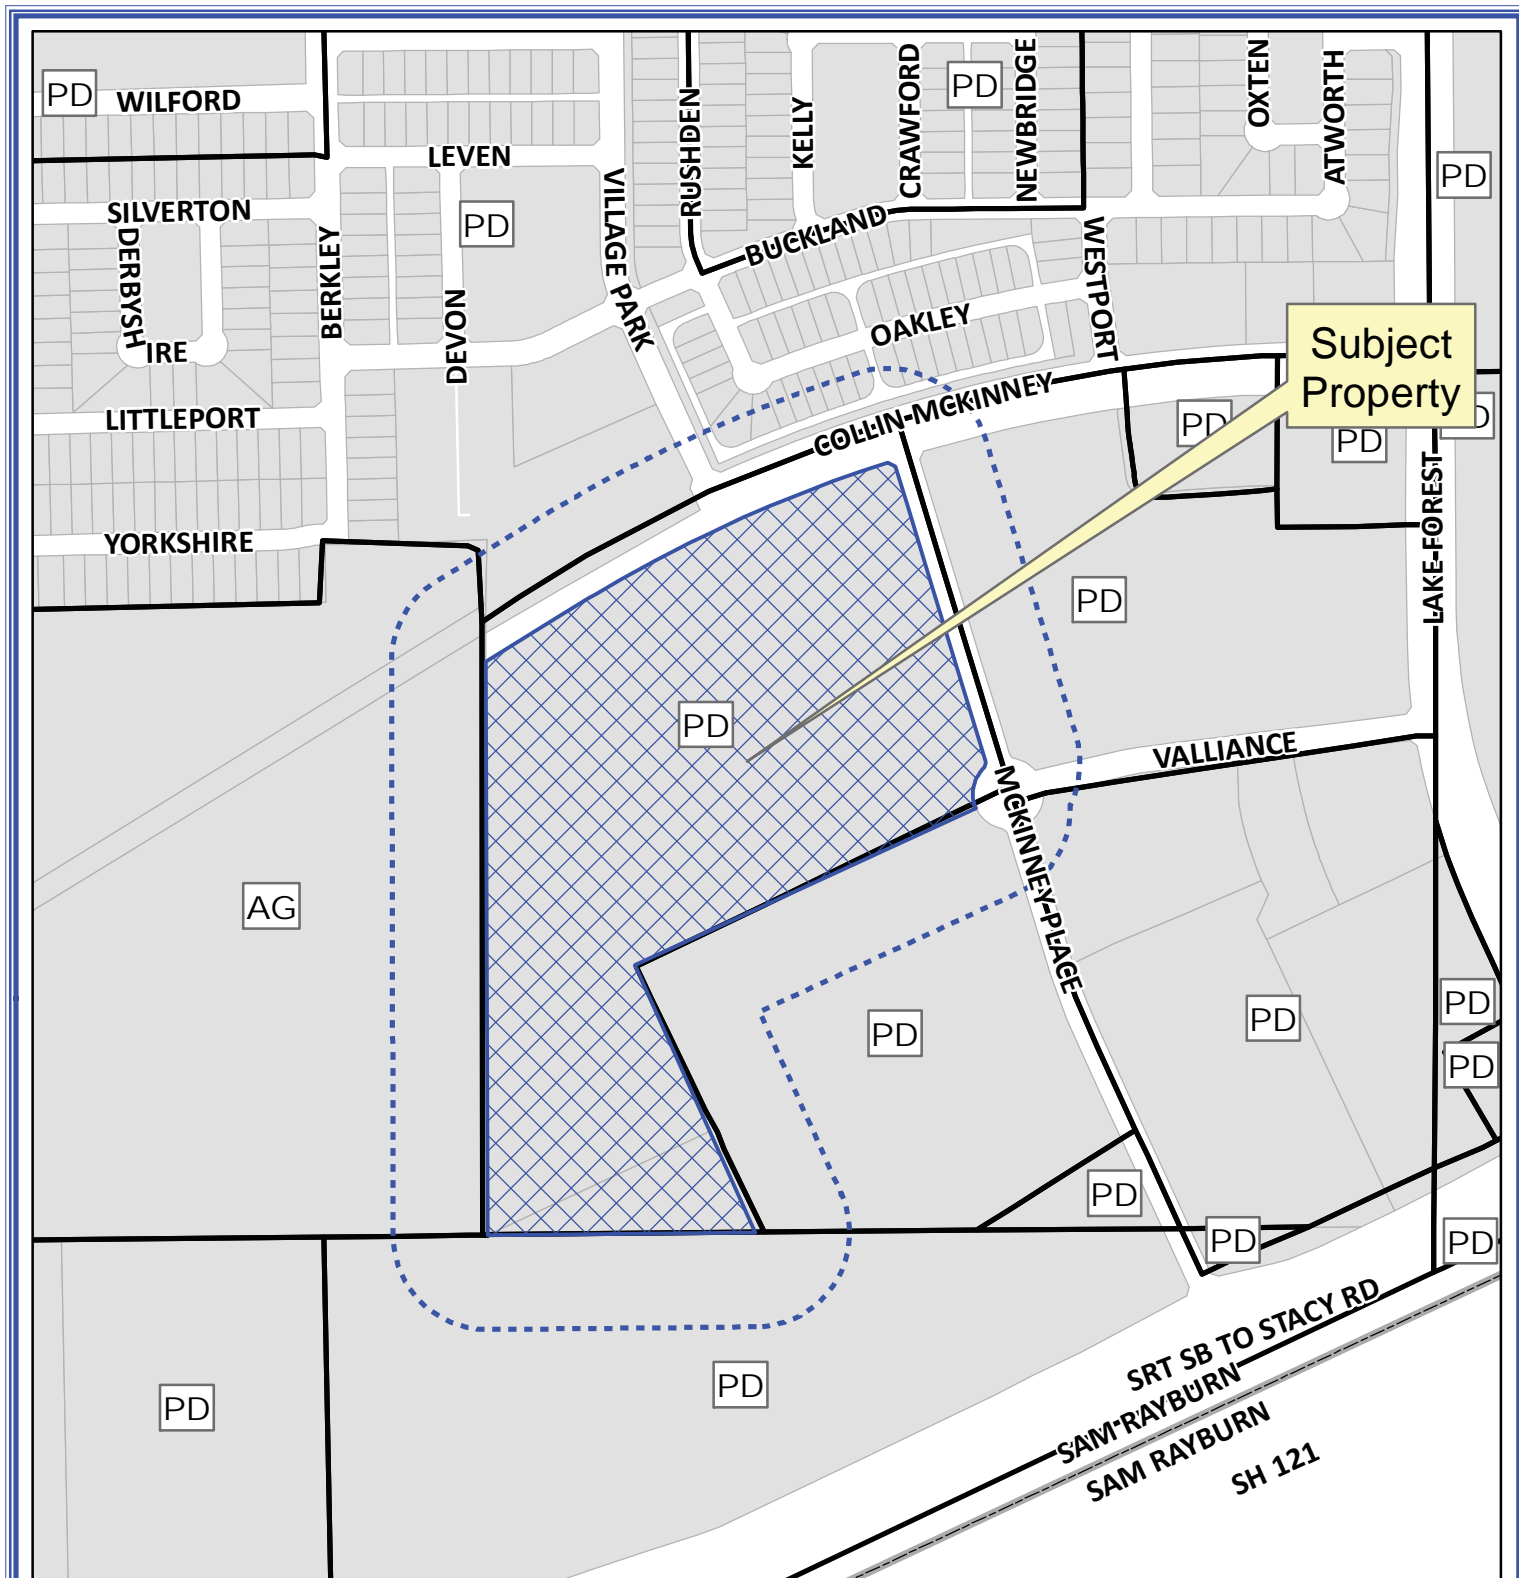 PD
WILFORD
LEVEN
SILVERTON
DERBYSH
IRE
BERKLEY
PD
DEVON
LITTLEPORT
YORKSHIRE
VILLAGE PARK
RUSHDEN
KELLY
CRAWFORD
PD
NEWBRIDGE
BUCKLAND
OAKLEY
WESTPORT
OXTEN
ATWORTH
PD
Subject
Property
COLLIN-MCKINNEY
PD
PD
D
LAKE-FOREST
PD
PD
VALLIANCE
MCKINNEY-PLACE
AG
PD
PD
PD
PD
PD
PD
PD
PD
PD
SRT SB TO STACY RD
SAM RAYBURN
SAM RAYBURN
SH 121